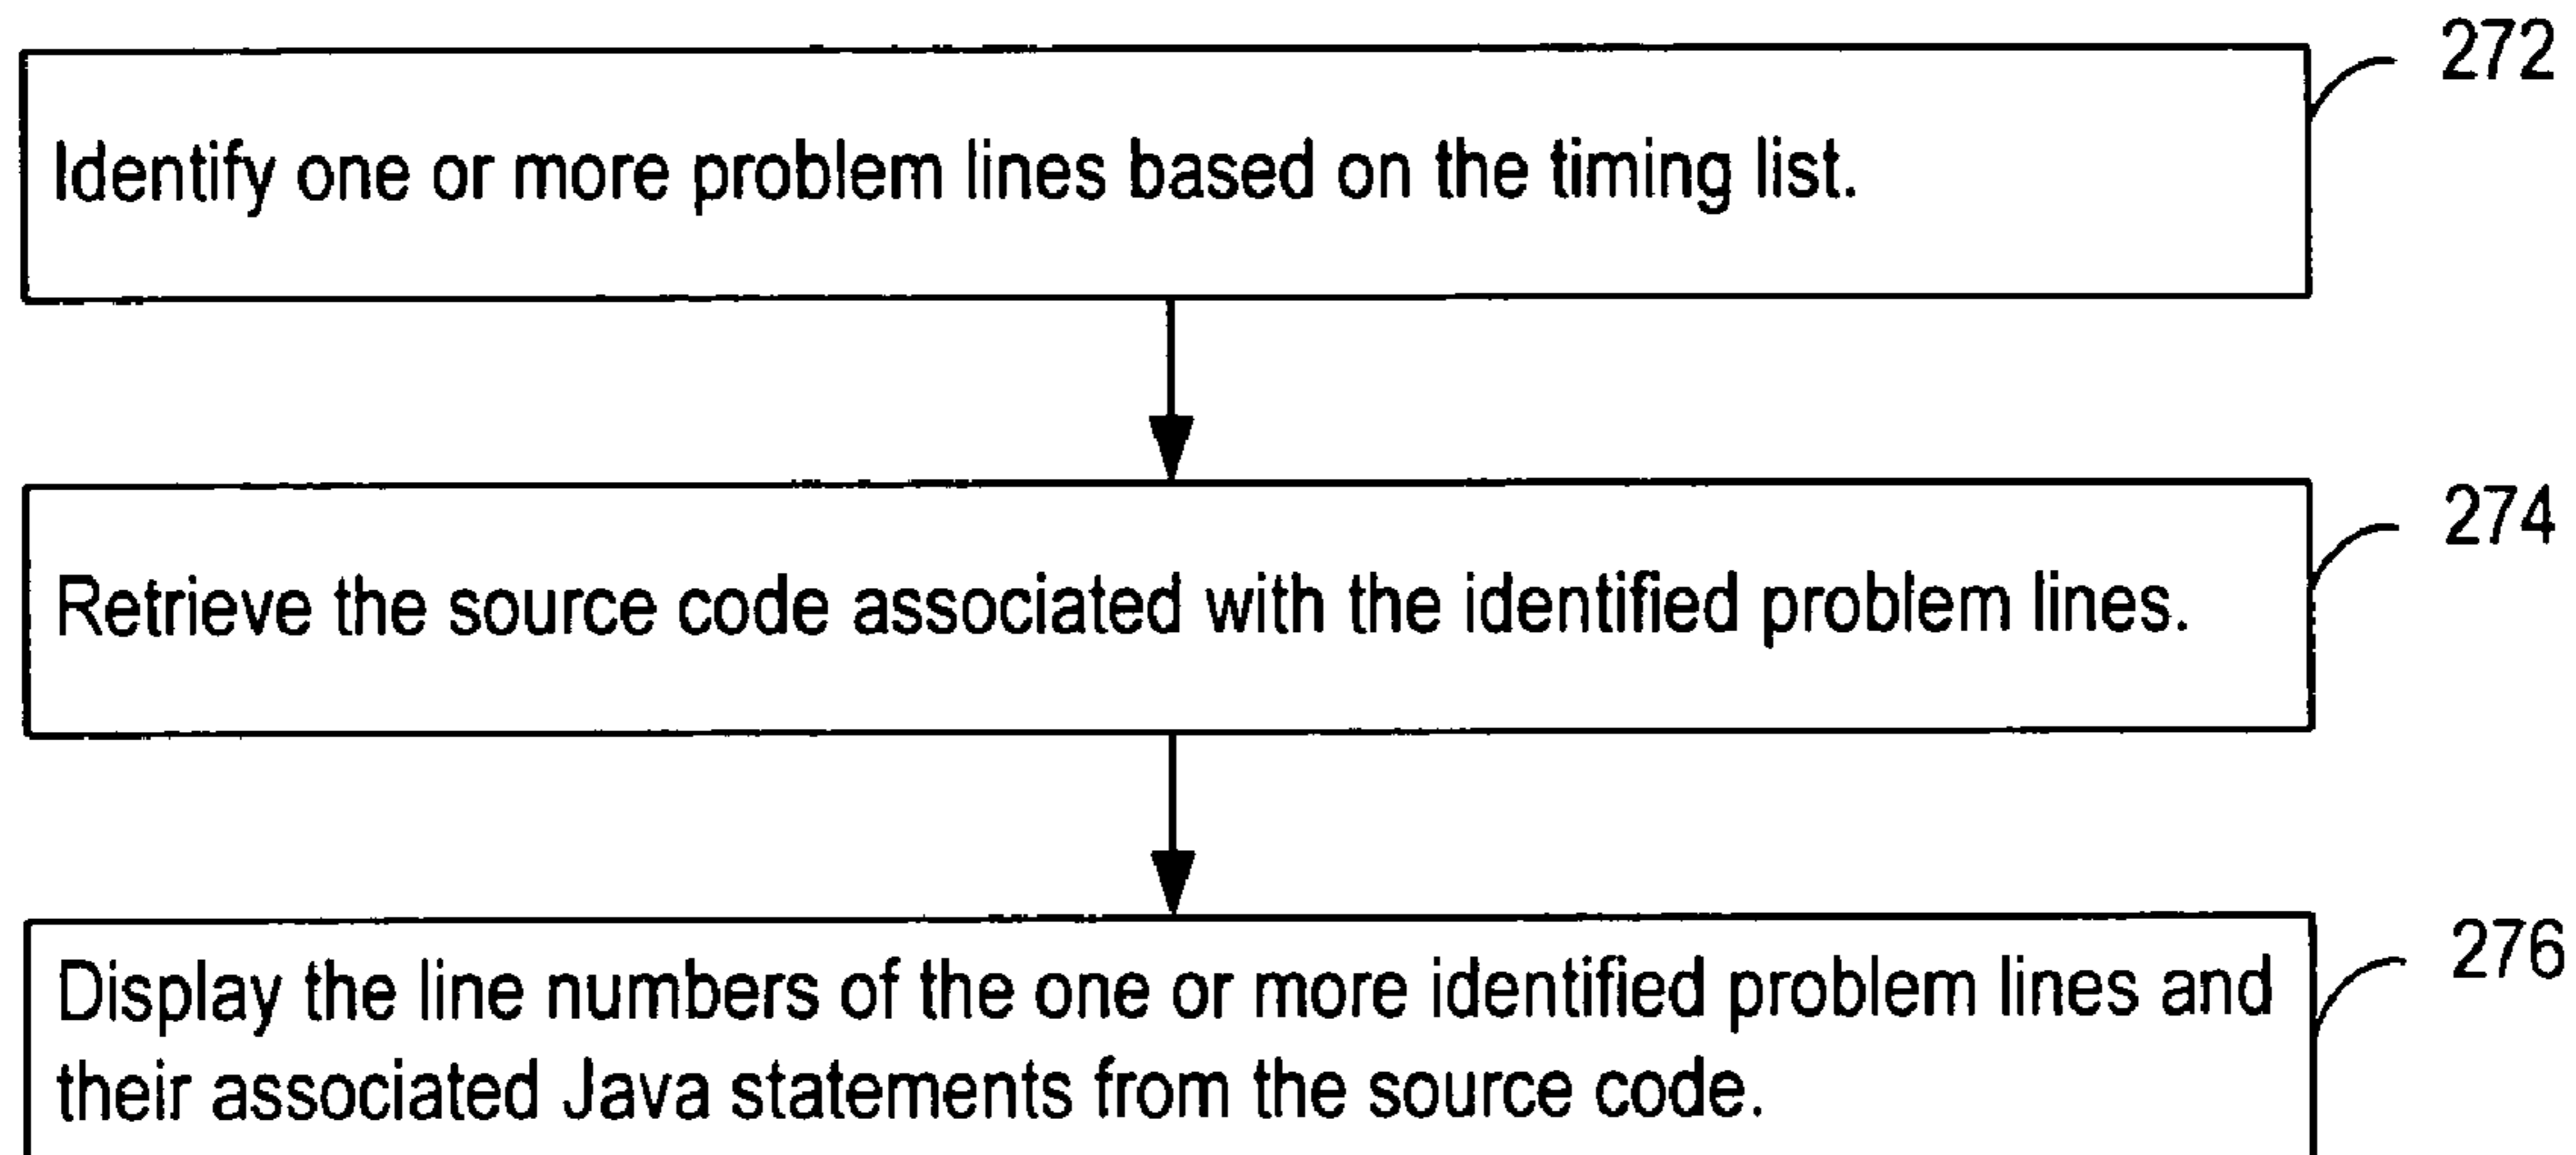 272
Identify one or more problem lines based on the timing list.
274
Retrieve the source code associated with the identified problem lines.
276
Display the line numbers of the one or more identified problem lines and
their associated Java statements from the source code.